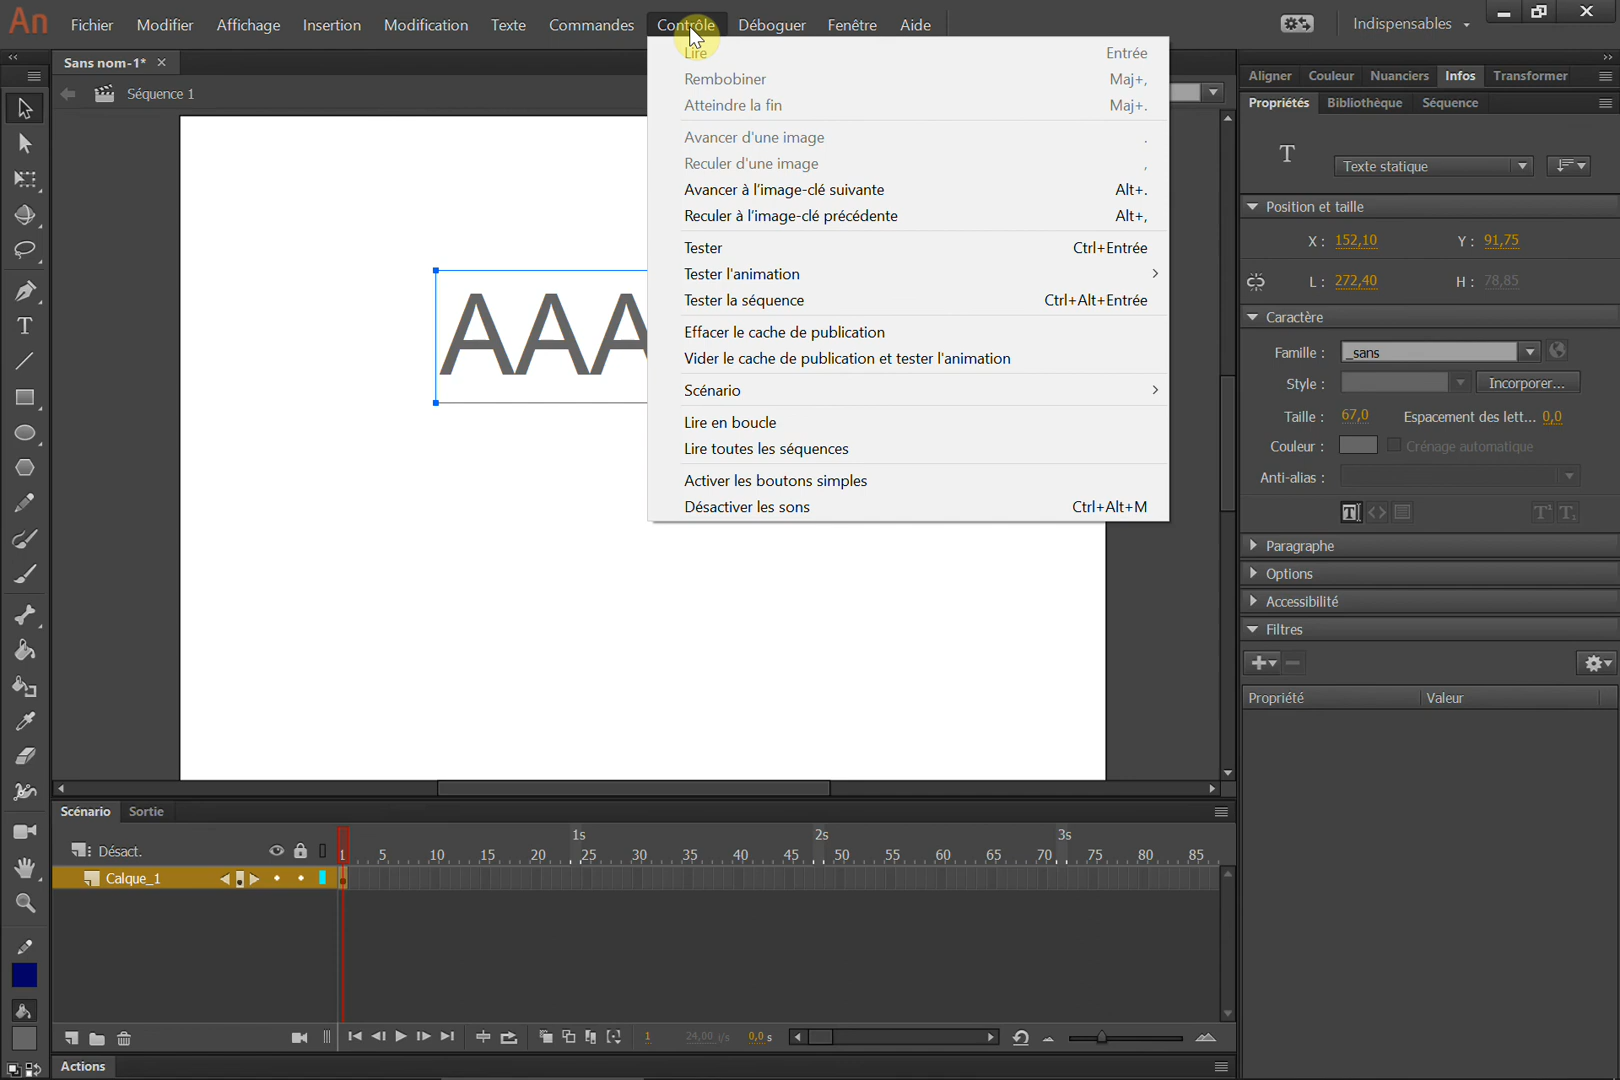 An Fichier Modifier Affichage Insertion Modification Texte Commandes Contrôle Déboguer Fenêtre Aide Indispensables
Sans nom-1*
Séquence 1
Lire Entrée
Rembobiner Maj+,
Atteindre la fin Maj+.
Avancer d'une image .
Reculer d'une image ,
Avancer à l'image-clé suivante Alt+.
Reculer à l'image-clé précédente Alt+,
Tester Ctrl+Entrée
Tester l'animation
Tester la séquence Ctrl+Alt+Entrée
Effacer le cache de publication
Vider le cache de publication et tester l'animation
Scénario
Lire en boucle
Lire toutes les séquences
Activer les boutons simples
Désactiver les sons Ctrl+Alt+M
AAA
Aligner Couleur Nuanciers Infos Transformer
Propriétés Bibliothèque Séquence
T Texte statique
Position et taille
X : 152,10 Y : 91,75
L : 272,40 H : 78,85
Caractère
Famille : _sans
Style : Incorporer...
Taille : 67,0 Espacement des lett... 0,0
Couleur : Crénage automatique
Anti-alias :
Paragraphe
Options
Accessibilité
Filtres
Propriété Valeur
Scénario Sortie
1s 2s 3s
Désact. 1 5 10 15 20 25 30 35 40 45 50 55 60 65 70 75 80 85
Calque_1
1 24,00 i/s 0,0 s
Actions